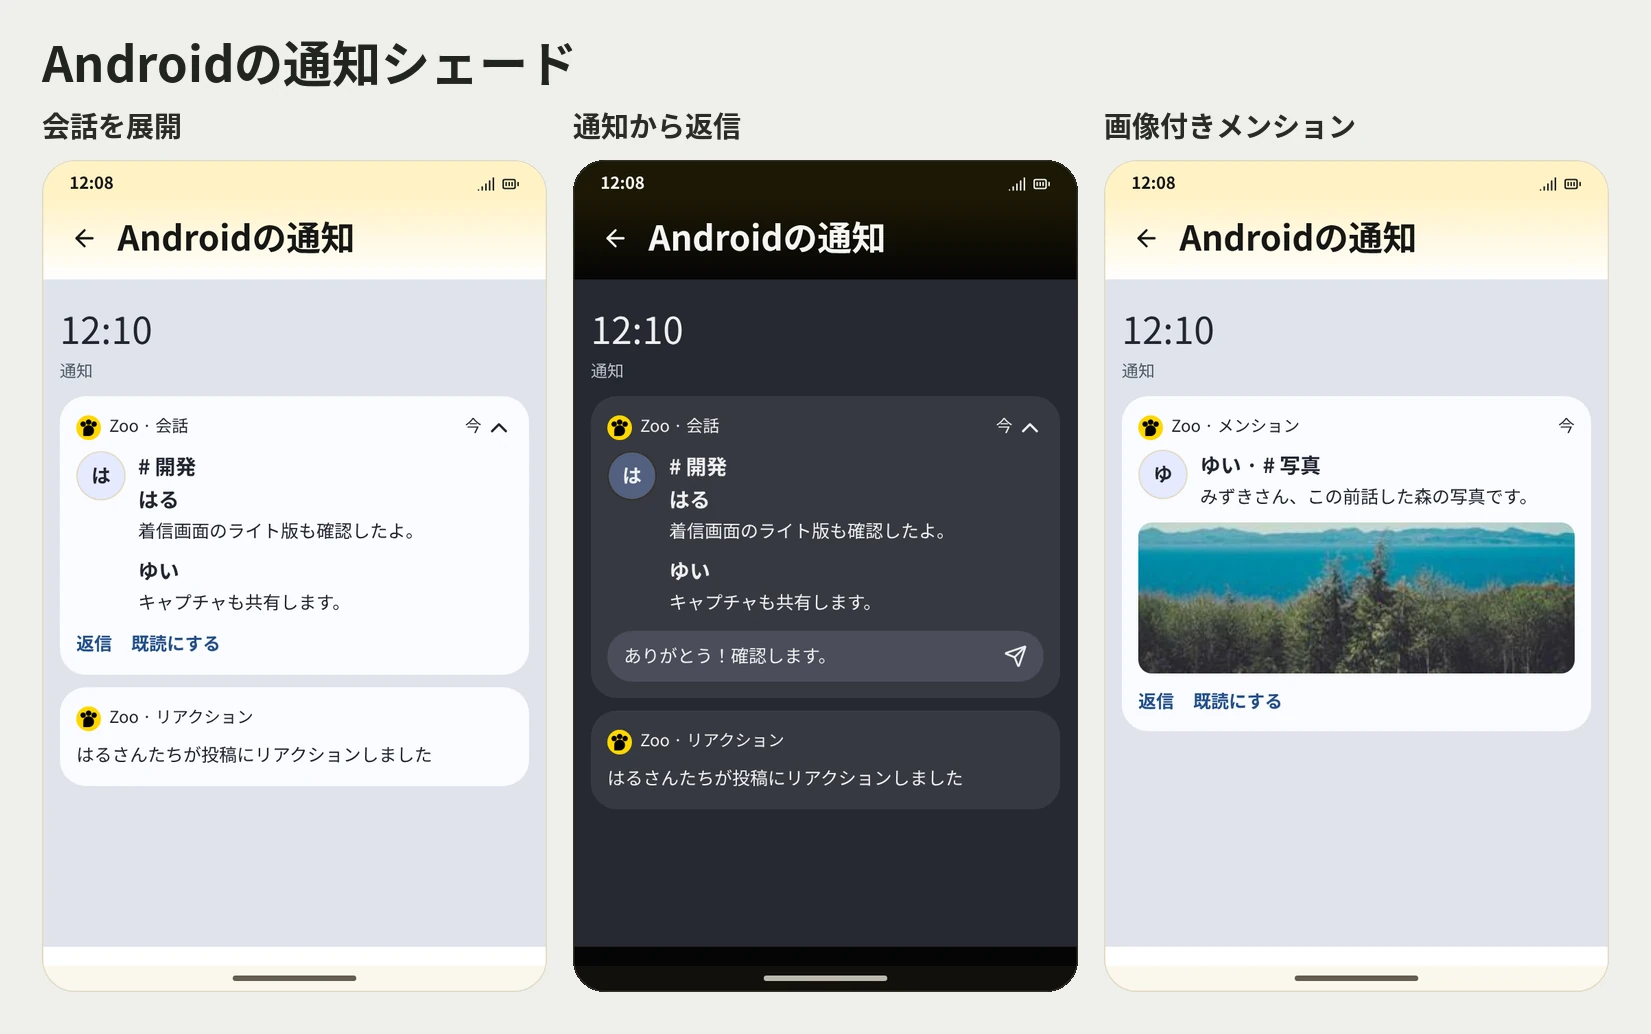 Androidの通知シェード
会話を展開
12:08
Androidの通知
12:10
通知
Zoo · 会話 今
は
# 開発
はる
着信画面のライト版も確認したよ。
ゆい
キャプチャも共有します。
返信 既読にする
Zoo · リアクション
はるさんたちが投稿にリアクションしました
通知から返信
12:08
Androidの通知
12:10
通知
Zoo · 会話 今
は
# 開発
はる
着信画面のライト版も確認したよ。
ゆい
キャプチャも共有します。
ありがとう！確認します。
Zoo · リアクション
はるさんたちが投稿にリアクションしました
画像付きメンション
12:08
Androidの通知
12:10
通知
Zoo · メンション 今
ゆ
ゆい · # 写真
みずきさん、この前話した森の写真です。
返信 既読にする